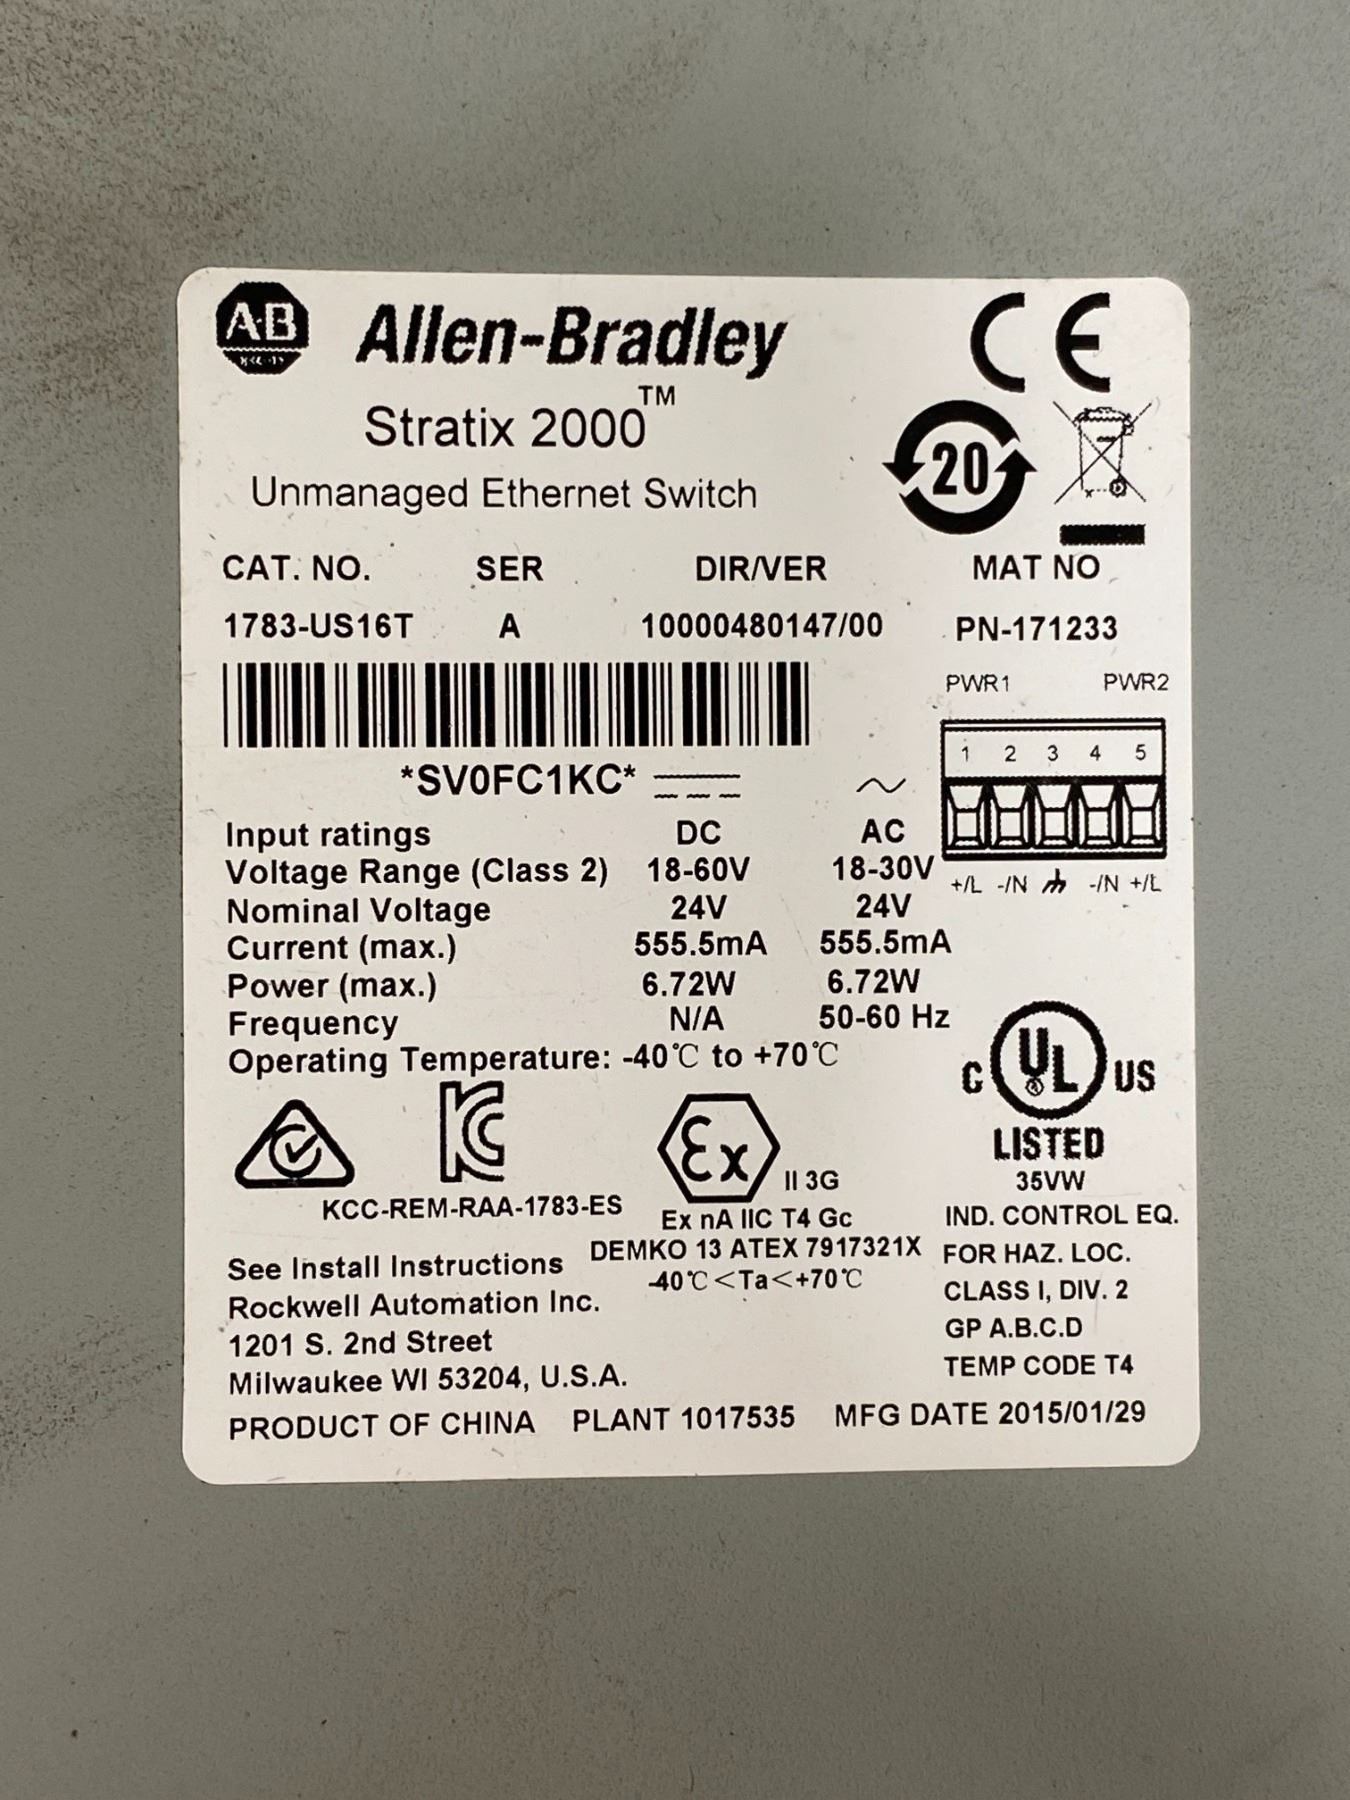 AB
Allen-Bradley
Stratix 2000™
Unmanaged Ethernet Switch
CE
20
CAT. NO. SER DIR/VER MAT NO
1783-US16T A 10000480147/00 PN-171233
PWR1 PWR2
1 2 3 4 5
+/L -/N -/N +/L
*SV0FC1KC*
Input ratings DC AC
Voltage Range (Class 2) 18-60V 18-30V
Nominal Voltage 24V 24V
Current (max.) 555.5mA 555.5mA
Power (max.) 6.72W 6.72W
Frequency N/A 50-60 Hz
Operating Temperature: -40℃ to +70℃
C UL US
®
LISTED
35VW
IND. CONTROL EQ.
FOR HAZ. LOC.
CLASS I, DIV. 2
GP A.B.C.D
TEMP CODE T4
KC
KCC-REM-RAA-1783-ES
Ex II 3G
Ex nA IIC T4 Gc
DEMKO 13 ATEX 7917321X
-40℃<Ta<+70℃
See Install Instructions
Rockwell Automation Inc.
1201 S. 2nd Street
Milwaukee WI 53204, U.S.A.
PRODUCT OF CHINA PLANT 1017535 MFG DATE 2015/01/29